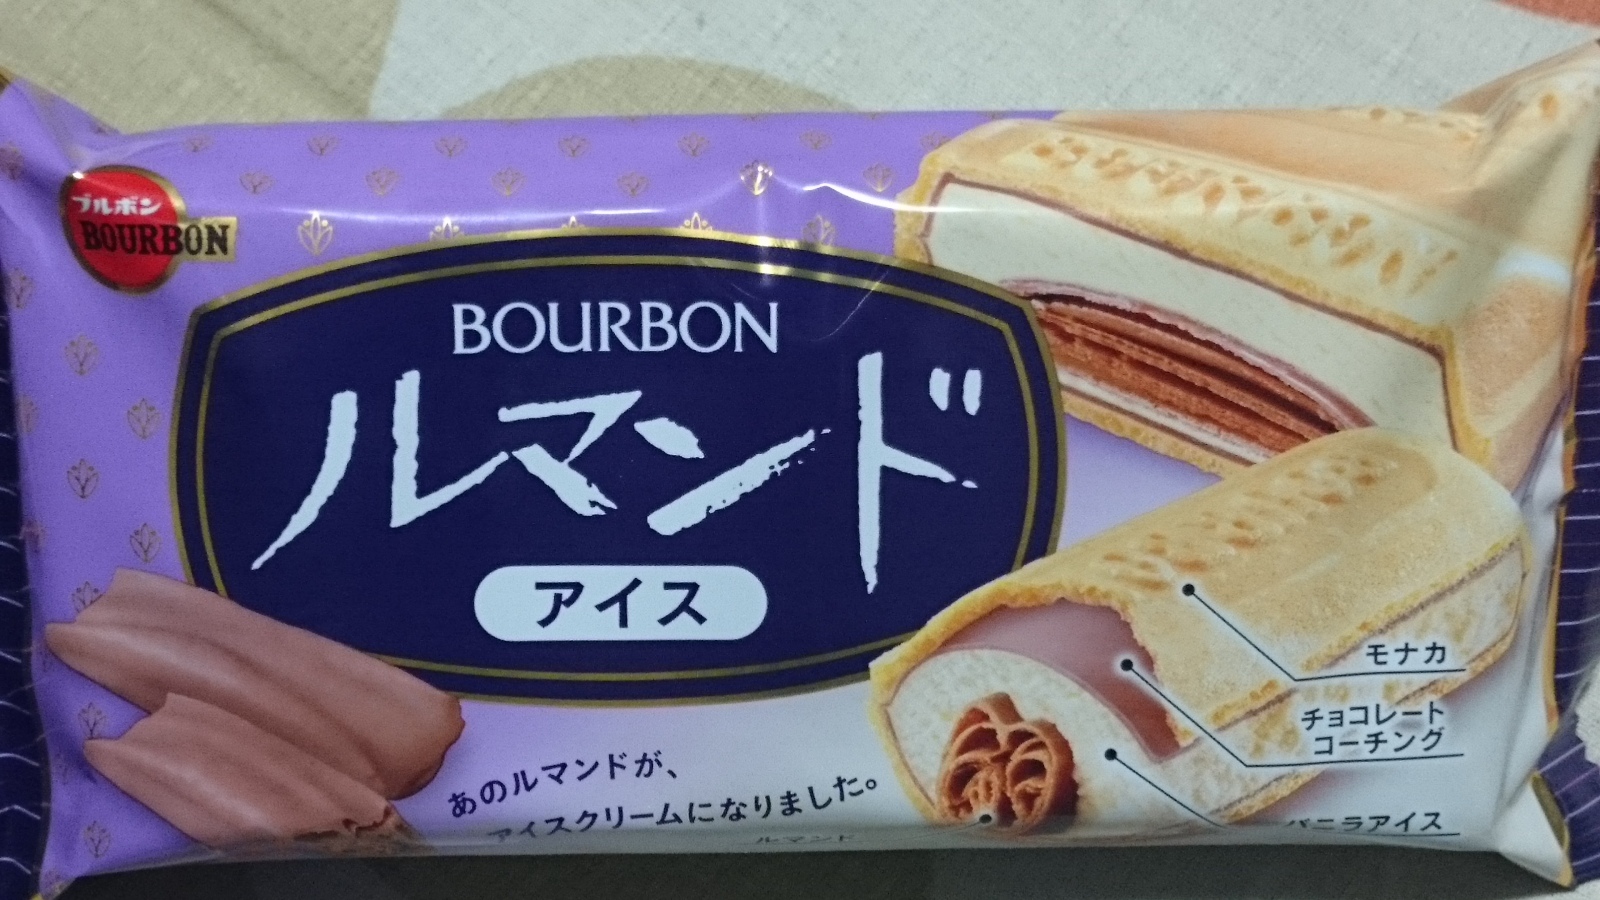 ブルボン
BOURBON
BOURBON
ルマンド
アイス
モナカ
チョコレート
コーチング
バニラアイス
あのルマンドが、
アイスクリームになりました。
ルマンド